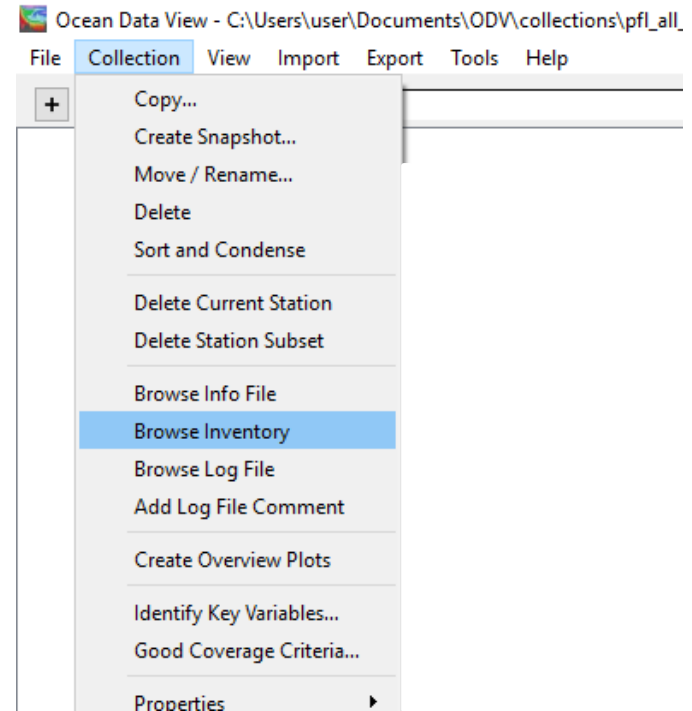 Ocean Data View - C:\Users\user\Documents\ODV\collections\pfl_all_
File Collection View Import Export Tools Help
+
Copy...
Create Snapshot...
Move / Rename...
Delete
Sort and Condense
Delete Current Station
Delete Station Subset
Browse Info File
Browse Inventory
Browse Log File
Add Log File Comment
Create Overview Plots
Identify Key Variables...
Good Coverage Criteria...
Properties